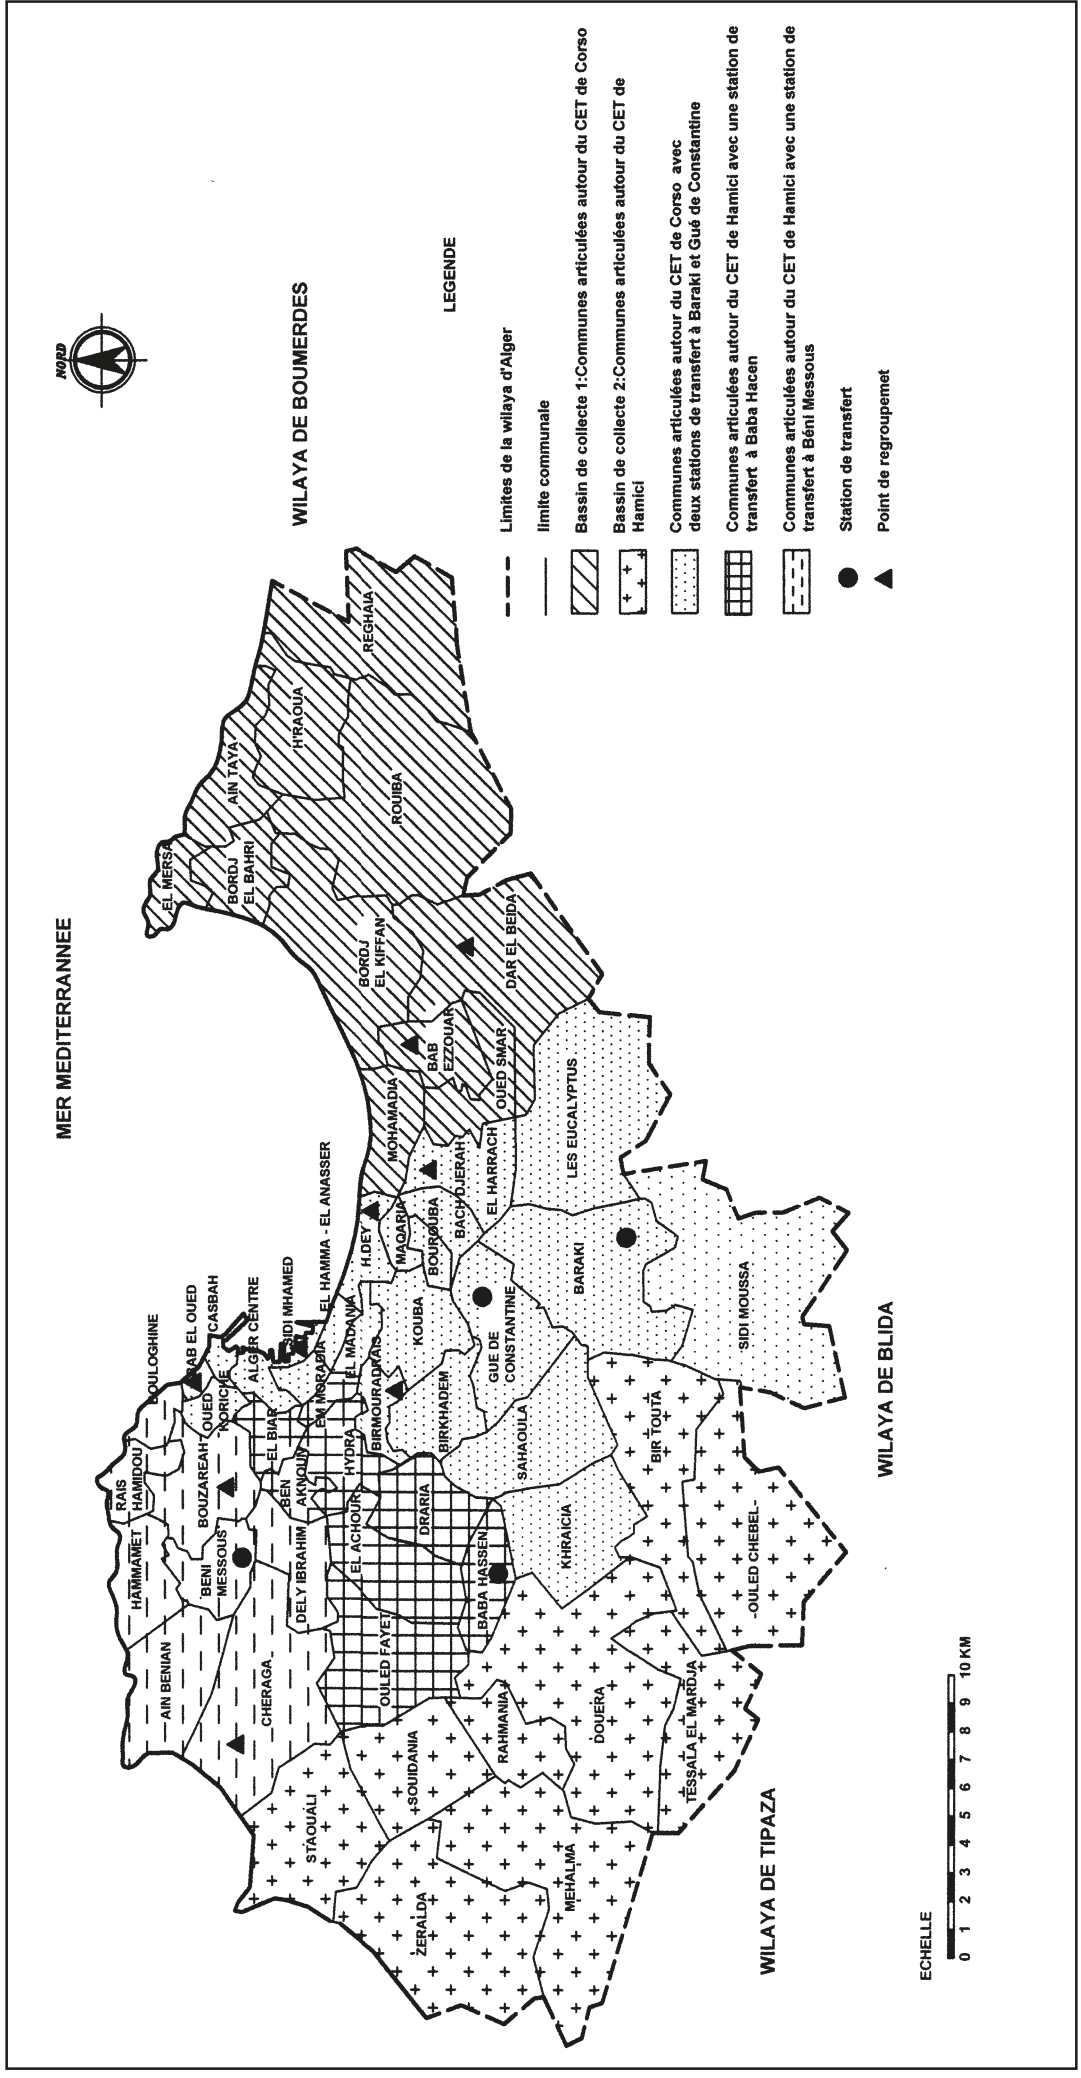 MER MEDITERRANNEE
NORD
WILAYA DE BOUMERDES
WILAYA DE BLIDA
WILAYA DE TIPAZA
RAIS
HAMIDOU
BOULOGHINE
BAB EL OUED
CASBAH
ALGER CENTRE
SIDI MHAMED
EL HAMMA - EL ANASSER
EL MERSA
AIN TAYA
BORDJ
EL BAHRI
H'RAOUA
REGHAIA
ROUIBA
BORDJ
EL KIFFAN
DAR EL BEIDA
BAB
EZZOUAR
OUED SMAR
MOHAMADIA
HAMMAMET
BOUZAREAH
OUED
KORICHE
BENI
MESSOUS
AIN BENIAN
CHERAGA
DELY IBRAHIM
EL BIAR
BEN
AKNOUN
EM MORADIA
EL MADANIA
HYDRA
BIRMOURADRAIS
H.DEY
MAQARIA
BOUROUBA
BACHDJERAH
EL HARRACH
LES EUCALYPTUS
KOUBA
BIRKHADEM
GUE DE
CONSTANTINE
BARAKI
SIDI MOUSSA
EL ACHOUR
DRARIA
OULED FAYET
BABA HASSEN
SAHAOULA
KHRAICIA
BIR TOUTA
OULED CHEBEL
STAOUALI
SOUIDANIA
RAHMANIA
DOUERA
TESSALA EL MARDJA
ZERALDA
MEHALMA
LEGENDE
Limites de la wilaya d'Alger
limite communale
Bassin de collecte 1:Communes articulées autour du CET de Corso
Bassin de collecte 2:Communes articulées autour du CET de
Hamici
Communes articulées autour du CET de Corso avec
deux stations de transfert à Baraki et Gué de Constantine
Communes articulées autour du CET de Hamici avec une station de
transfert à Baba Hacen
Communes articulées autour du CET de Hamici avec une station de
transfert à Béni Messous
Station de transfert
Point de regroupemet
ECHELLE
0 1 2 3 4 5 6 7 8 9 10 KM